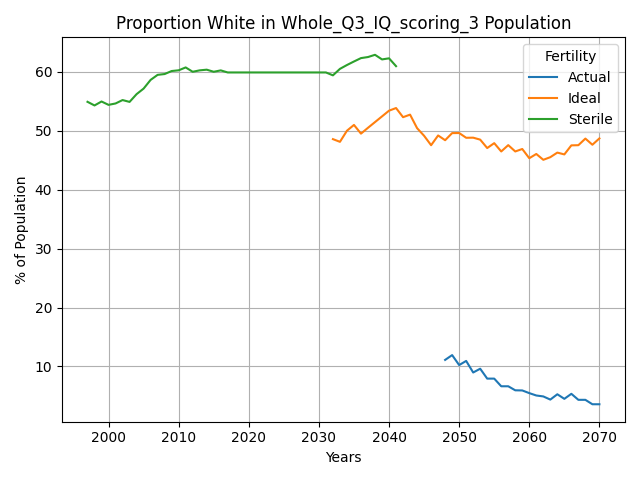 Proportion White in Whole_Q3_IQ_scoring_3 Population
Fertility
Actual
Ideal
Sterile
% of Population
60
50
40
30
20
10
2000 2010 2020 2030 2040 2050 2060 2070
Years